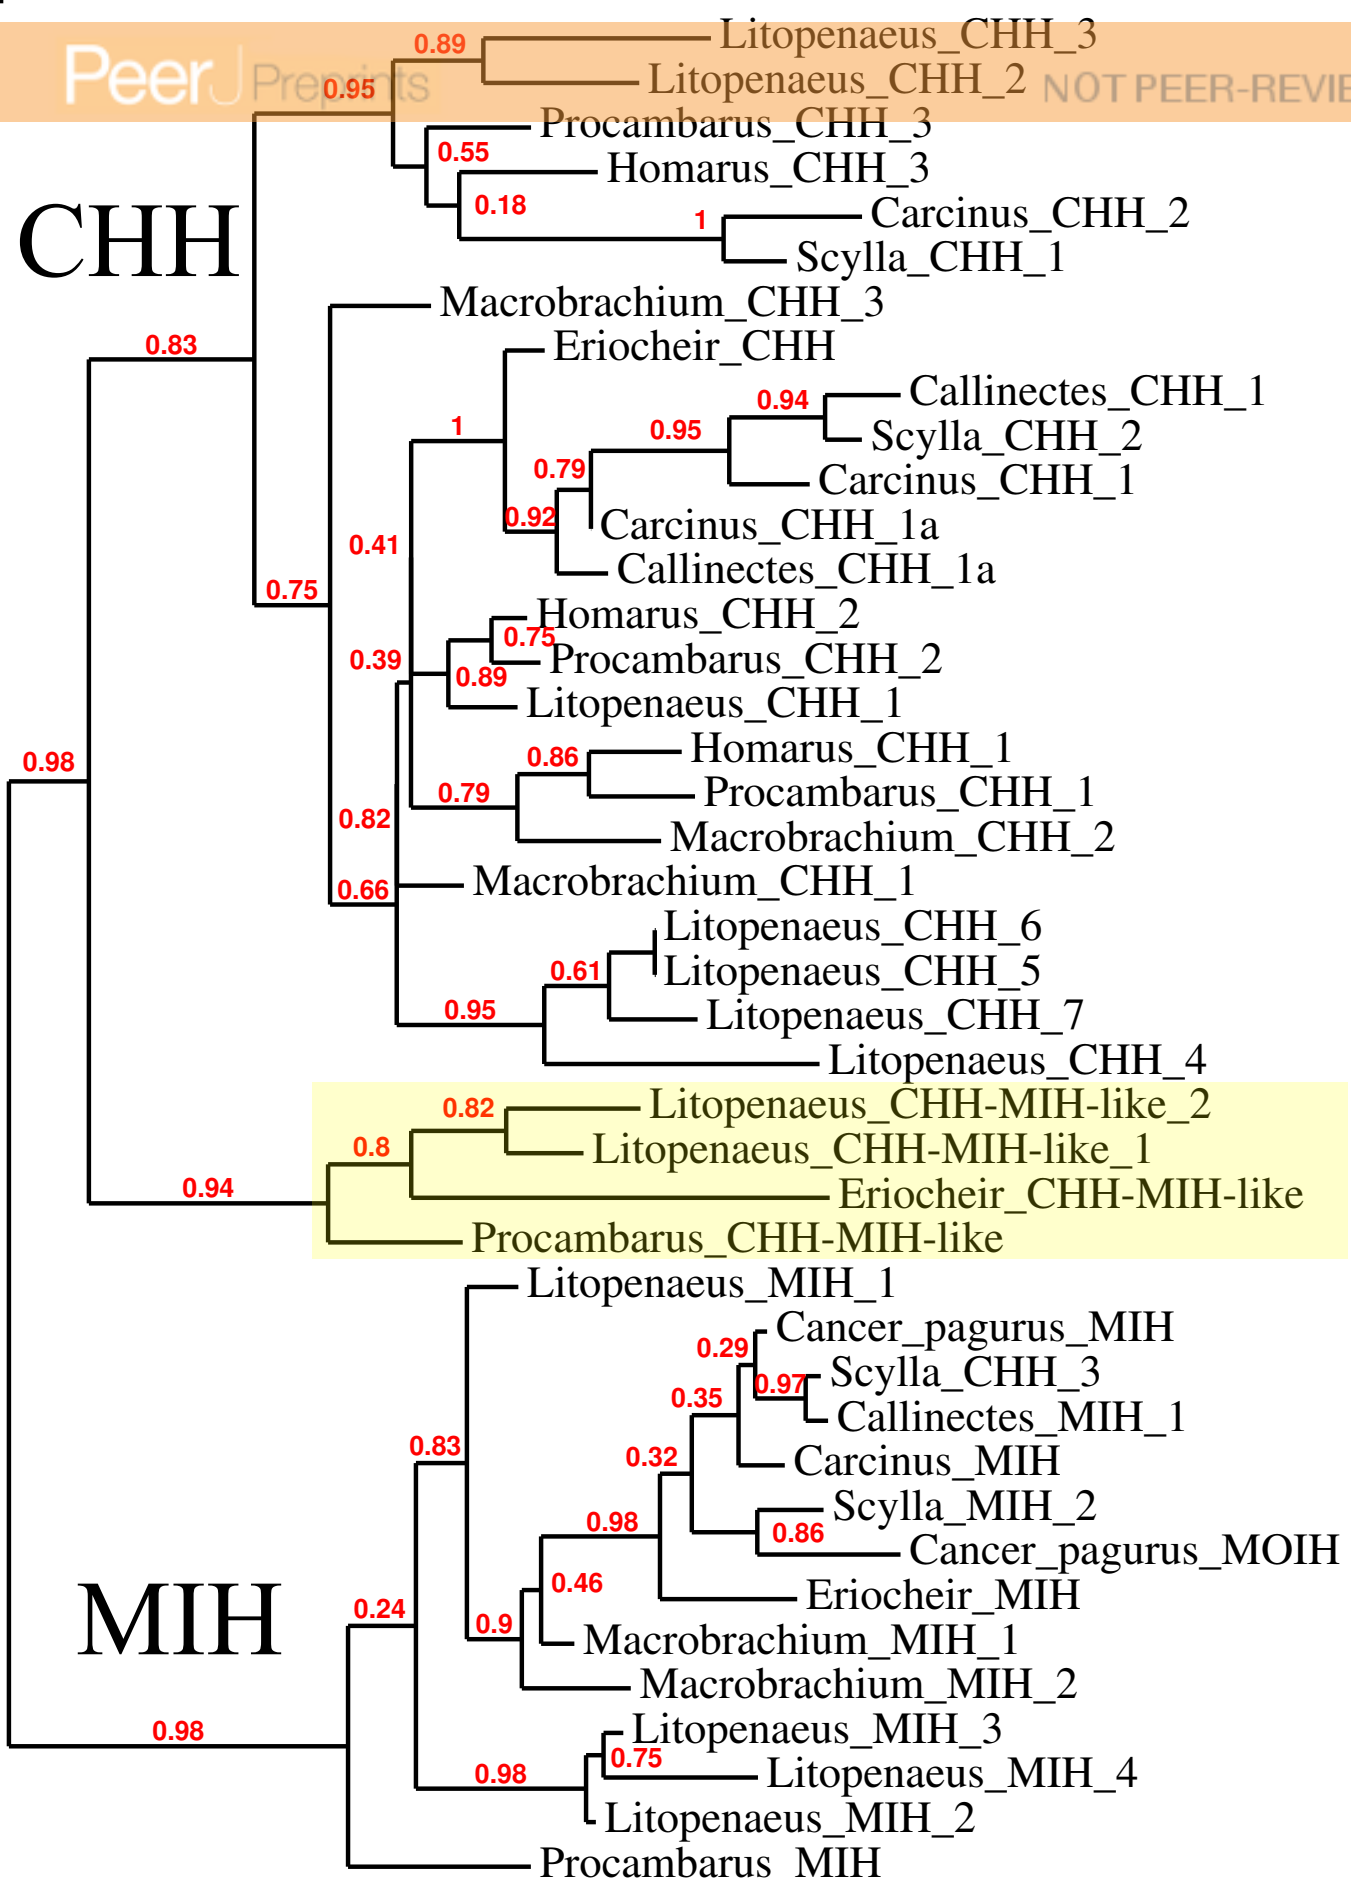 Litopenaeus_CHH_3
0.89
PeerJ Preprints
Litopenaeus_CHH_2
NOT PEER-REVIE
0.95
Procambarus_CHH_3
0.55
Homarus_CHH_3
0.18
1
Carcinus_CHH_2
CHH
Scylla_CHH_1
Macrobrachium_CHH_3
0.83
Eriocheir_CHH
Callinectes_CHH_1
0.94
1
0.95
Scylla_CHH_2
0.79
Carcinus_CHH_1
0.92
Carcinus_CHH_1a
0.41
Callinectes_CHH_1a
0.75
Homarus_CHH_2
0.75
0.39
Procambarus_CHH_2
0.89
Litopenaeus_CHH_1
0.98
0.86
Homarus_CHH_1
0.79
Procambarus_CHH_1
0.82
Macrobrachium_CHH_2
0.66
Macrobrachium_CHH_1
Litopenaeus_CHH_6
0.61
Litopenaeus_CHH_5
0.95
Litopenaeus_CHH_7
Litopenaeus_CHH_4
0.82
Litopenaeus_CHH-MIH-like_2
0.8
Litopenaeus_CHH-MIH-like_1
0.94
Eriocheir_CHH-MIH-like
Procambarus_CHH-MIH-like
Litopenaeus_MIH_1
Cancer_pagurus_MIH
0.29
Scylla_CHH_3
0.97
0.35
Callinectes_MIH_1
0.83
0.32
Carcinus_MIH
Scylla_MIH_2
0.98
0.86
Cancer_pagurus_MOIH
0.46
Eriocheir_MIH
MIH
0.24
0.9
Macrobrachium_MIH_1
Macrobrachium_MIH_2
0.98
Litopenaeus_MIH_3
0.75
0.98
Litopenaeus_MIH_4
Litopenaeus_MIH_2
Procambarus MIH